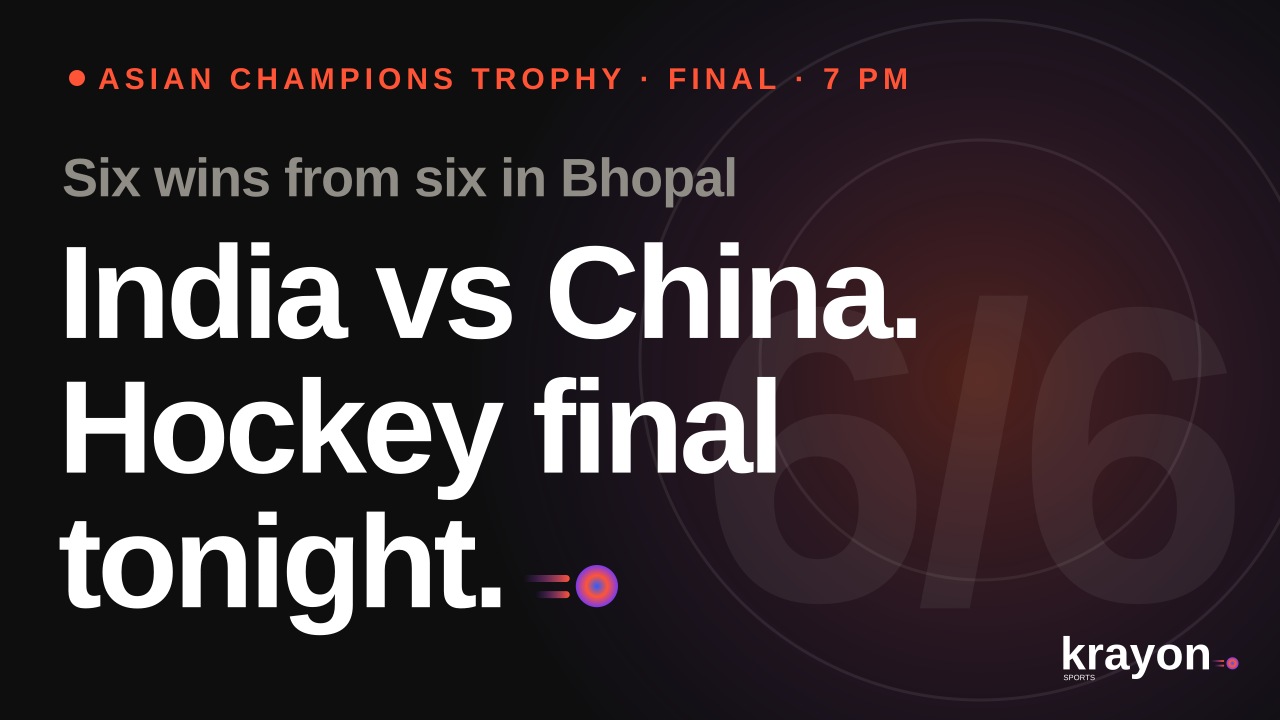 ASIAN CHAMPIONS TROPHY · FINAL · 7 PM
Six wins from six in Bhopal
India vs China.
Hockey final
tonight.
6/6
krayon
SPORTS